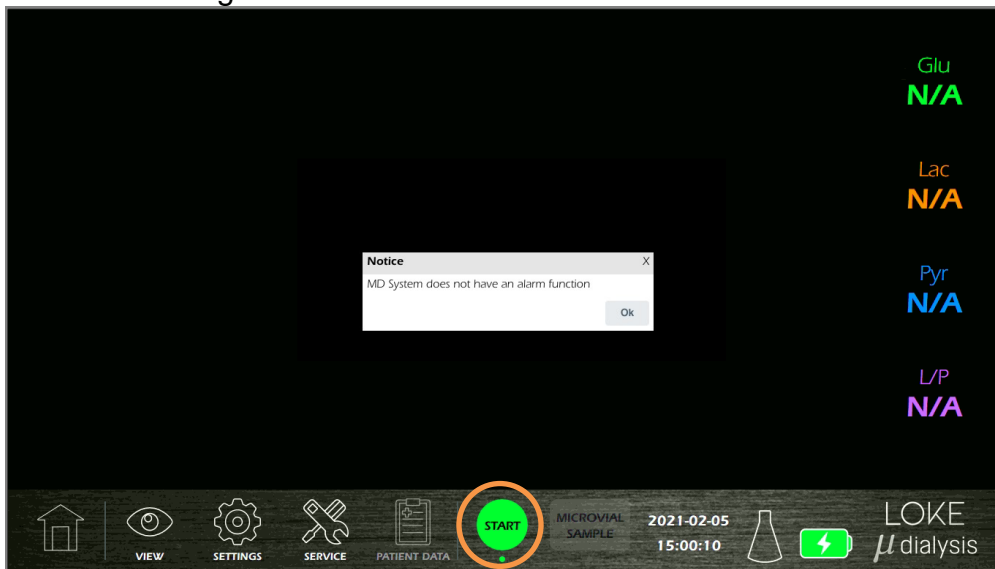 Glu
N/A
Lac
N/A
Notice X
MD System does not have an alarm function
Ok
Pyr
N/A
L/P
N/A
VIEW
SETTINGS
SERVICE
PATIENT DATA
START
MICROVIAL
SAMPLE
2021-02-05
15:00:10
LOKE
μ dialysis